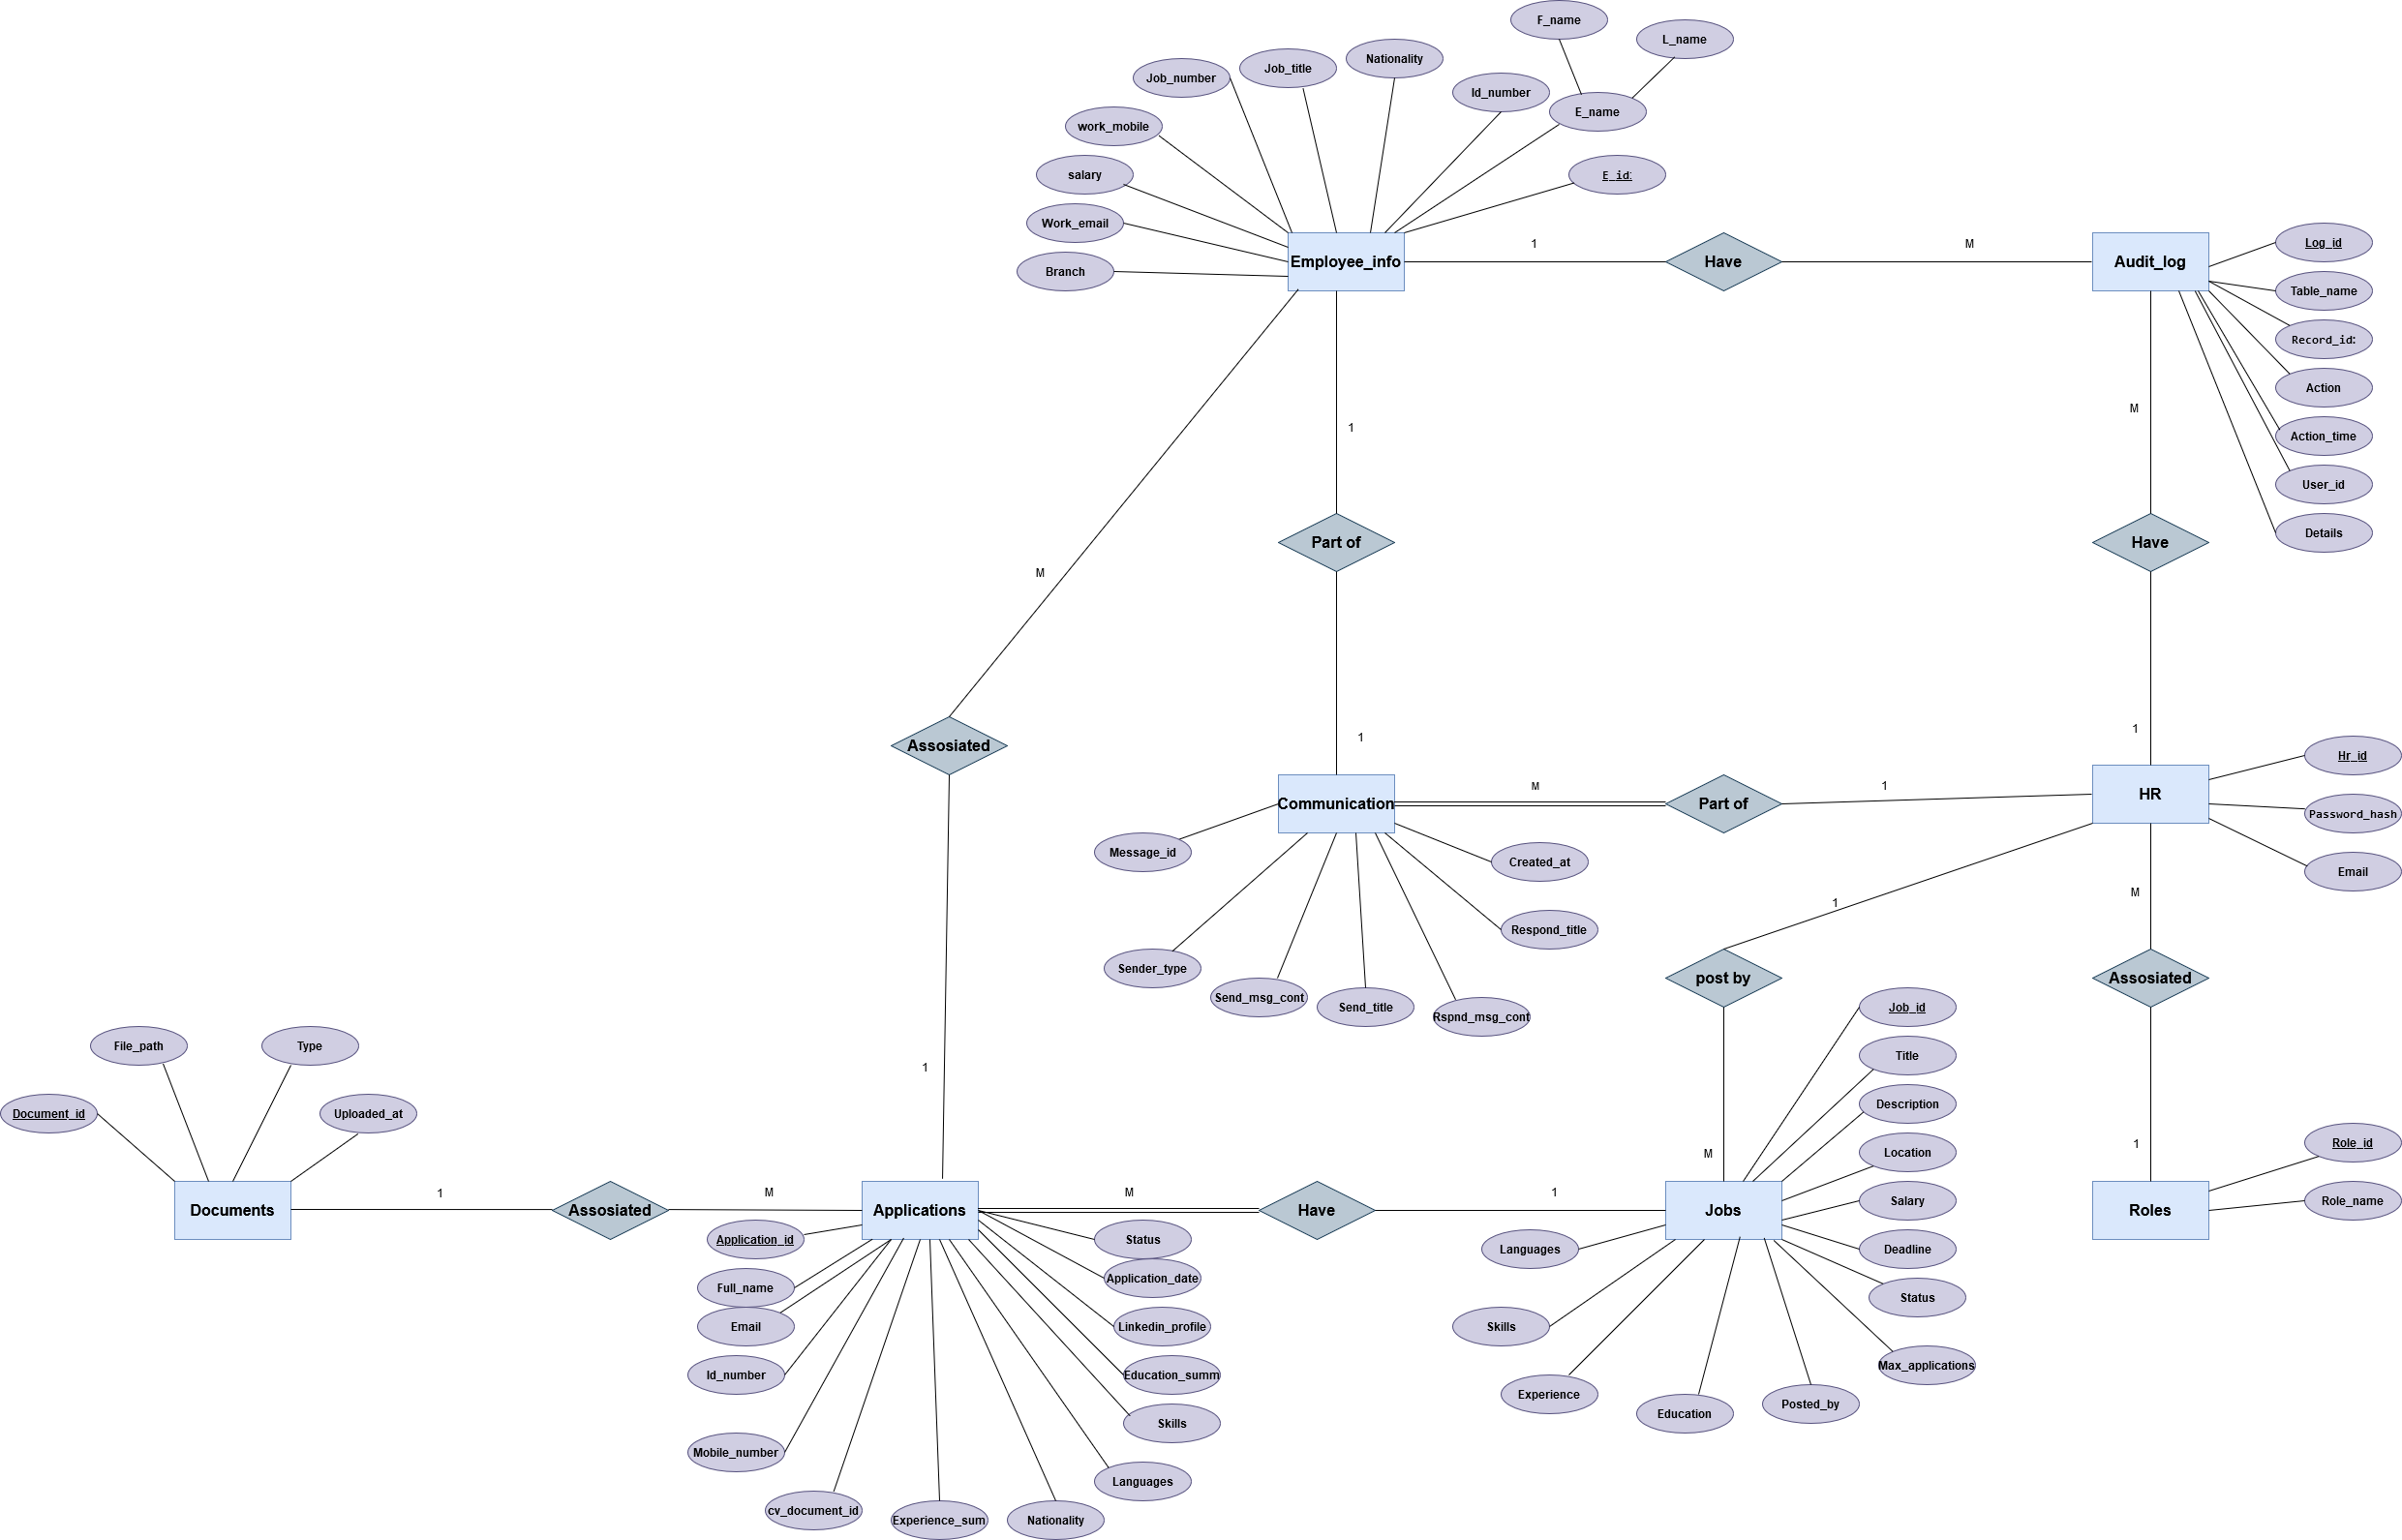 F_name
L_name
Nationality
Job_title
Job_number
Id_number
E_name
work_mobile
salary
E_id:
Work_email
Branch
Employee_info
1
Have
M
Audit_log
Log_id
Table_name
Record_id:
Action
Action_time
User_id
Details
M
1
M
Part of
Have
Assosiated
1
1
Communication
M
Part of
1
HR
Hr_id
Password_hash
Email
Message_id
Created_at
Respond_title
Sender_type
Send_msg_cont
Send_title
Rspnd_msg_cont
1
M
post by
Assosiated
Job_id
Title
Description
Location
Salary
Deadline
Status
Max_applications
Posted_by
Education
Experience
Skills
Languages
M
1
1
File_path
Type
Document_id
Uploaded_at
Documents
1
Assosiated
M
Applications
M
Have
1
Jobs
Roles
Role_id
Role_name
Application_id
Full_name
Email
Id_number
Mobile_number
cv_document_id
Experience_sum
Nationality
Languages
Skills
Education_summ
Linkedin_profile
Application_date
Status